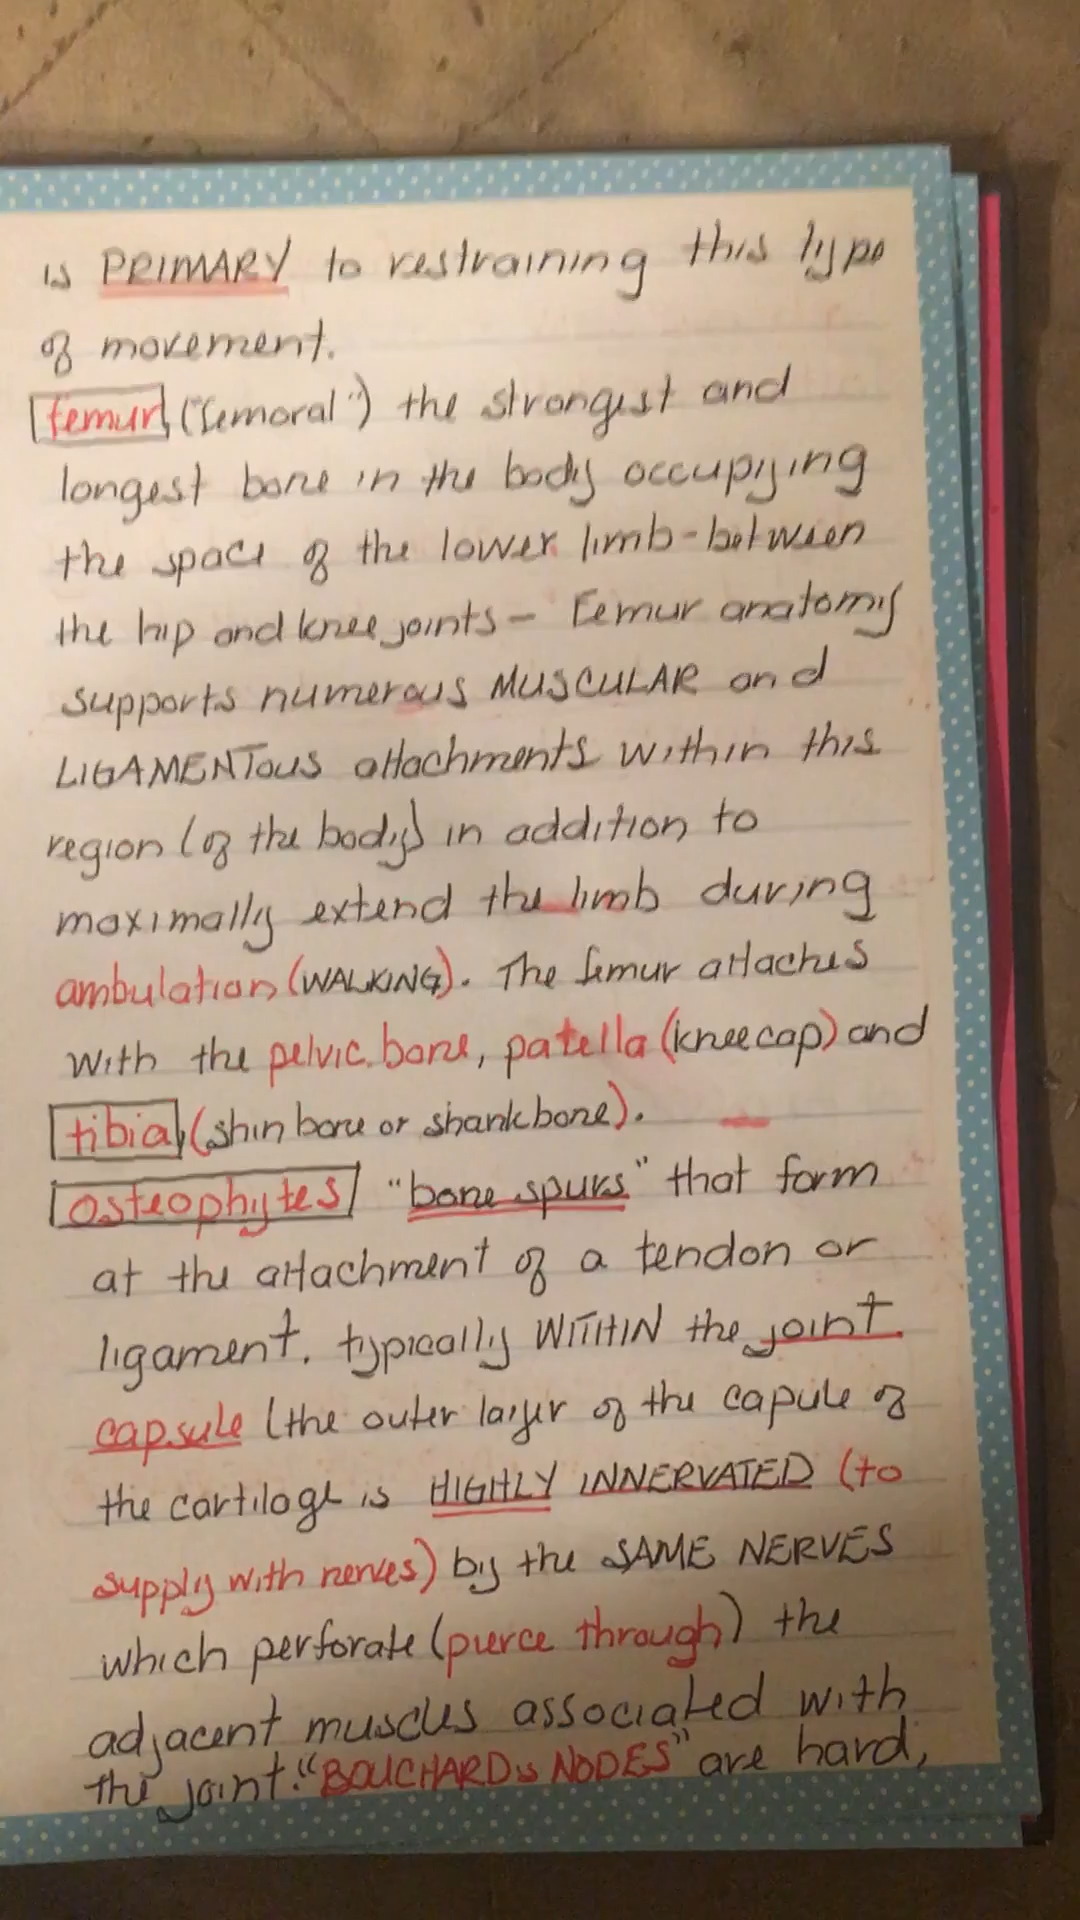 is PRIMARY to restraining this type
of movement.
femur ("femoral") the strongest and
longest bone in the body occupying
the space of the lower limb-between
the hip and knee joints - Femur anatomy
supports numerous MUSCULAR and
LIGAMENTOUS attachments within this
region (of the body) in addition to
maximally extend the limb during
ambulation (WALKING). The femur attaches
with the pelvic bone, patella (kneecap) and
tibia, (shin bone or shank bone).
osteophytes "bone spurs" that form
at the attachment of a tendon or
ligament. typically WITHIN the joint
capsule (the outer layer of the capule of
the cartilage is HIGHLY INNERVATED (to
supply with nerves) by the SAME NERVES
which perforate (pierce through) the
adjacent muscles associated with
the joint. "BOUCHARD's NODES" are hard,